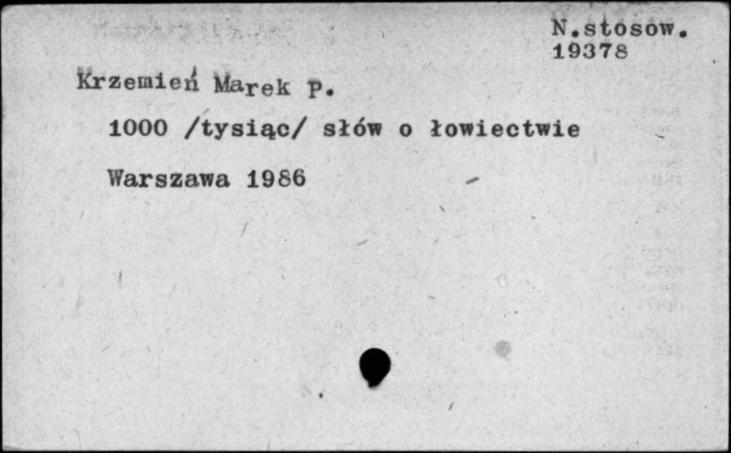 N.stosow.
19378
Krzemień Marek P.
1000 /tysiąc/ słów o łowiectwie
Warszawa 1986